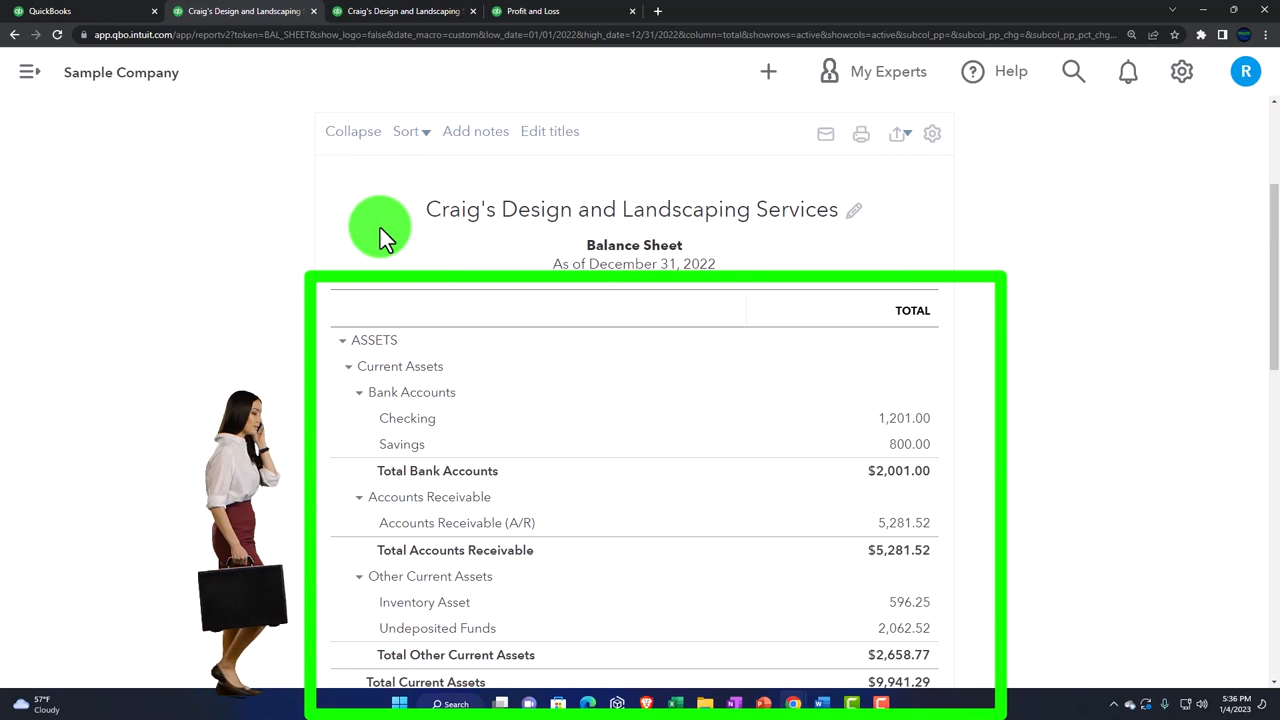 QuickBooks
Craig's Design and Landscaping
Craig's Design and Landscaping
Profit and Loss
app.qbo.intuit.com/app/reportv2?token=BAL_SHEET&show_logo=false&date_macro=custom&low_date=01/01/2022&high_date=12/31/2022&column=total&showrows=active&showcols=active&subcol_pp=&subcol_pp_chg=&subcol_pp_pct_chg...
Sample Company
My Experts
Help
R
Collapse Sort Add notes Edit titles
Craig's Design and Landscaping Services
Balance Sheet
As of December 31, 2022
TOTAL
ASSETS
Current Assets
Bank Accounts
Checking 1,201.00
Savings 800.00
Total Bank Accounts $2,001.00
Accounts Receivable
Accounts Receivable (A/R) 5,281.52
Total Accounts Receivable $5,281.52
Other Current Assets
Inventory Asset 596.25
Undeposited Funds 2,062.52
Total Other Current Assets $2,658.77
Total Current Assets $9,941.29
57°F
Cloudy
Search
5:36 PM
1/4/2023